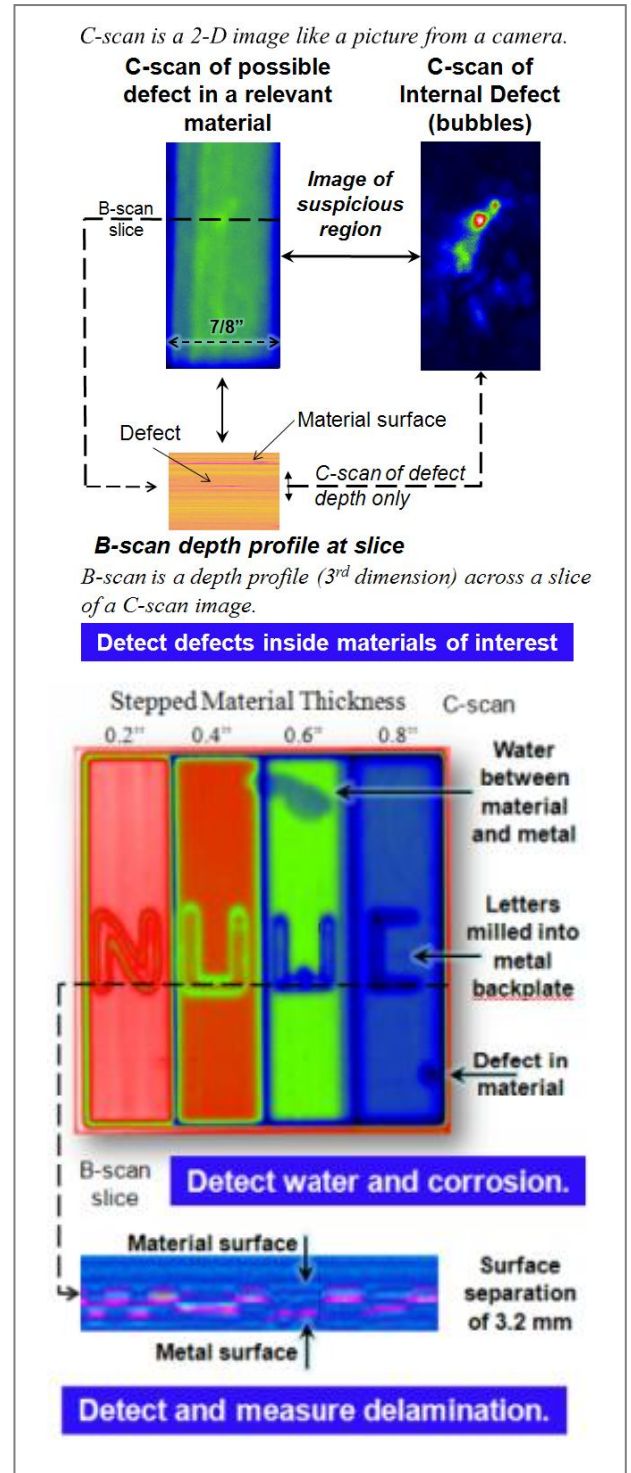 C-scan is a 2-D image like a picture from a camera.
C-scan of possible
defect in a relevant
material
C-scan of
Internal Defect
(bubbles)
B-scan
slice
Image of
suspicious
region
7/8”
Defect
Material surface
C-scan of defect
depth only
B-scan depth profile at slice
B-scan is a depth profile (3rd dimension) across a slice
of a C-scan image.
Detect defects inside materials of interest
Stepped Material Thickness
C-scan
0.2” 0.4” 0.6” 0.8”
Water
between
material
and metal
N U W C
Letters
milled into
metal
backplate
Defect in
material
B-scan
slice
Detect water and corrosion.
Material surface
Surface
separation
of 3.2 mm
Metal surface
Detect and measure delamination.